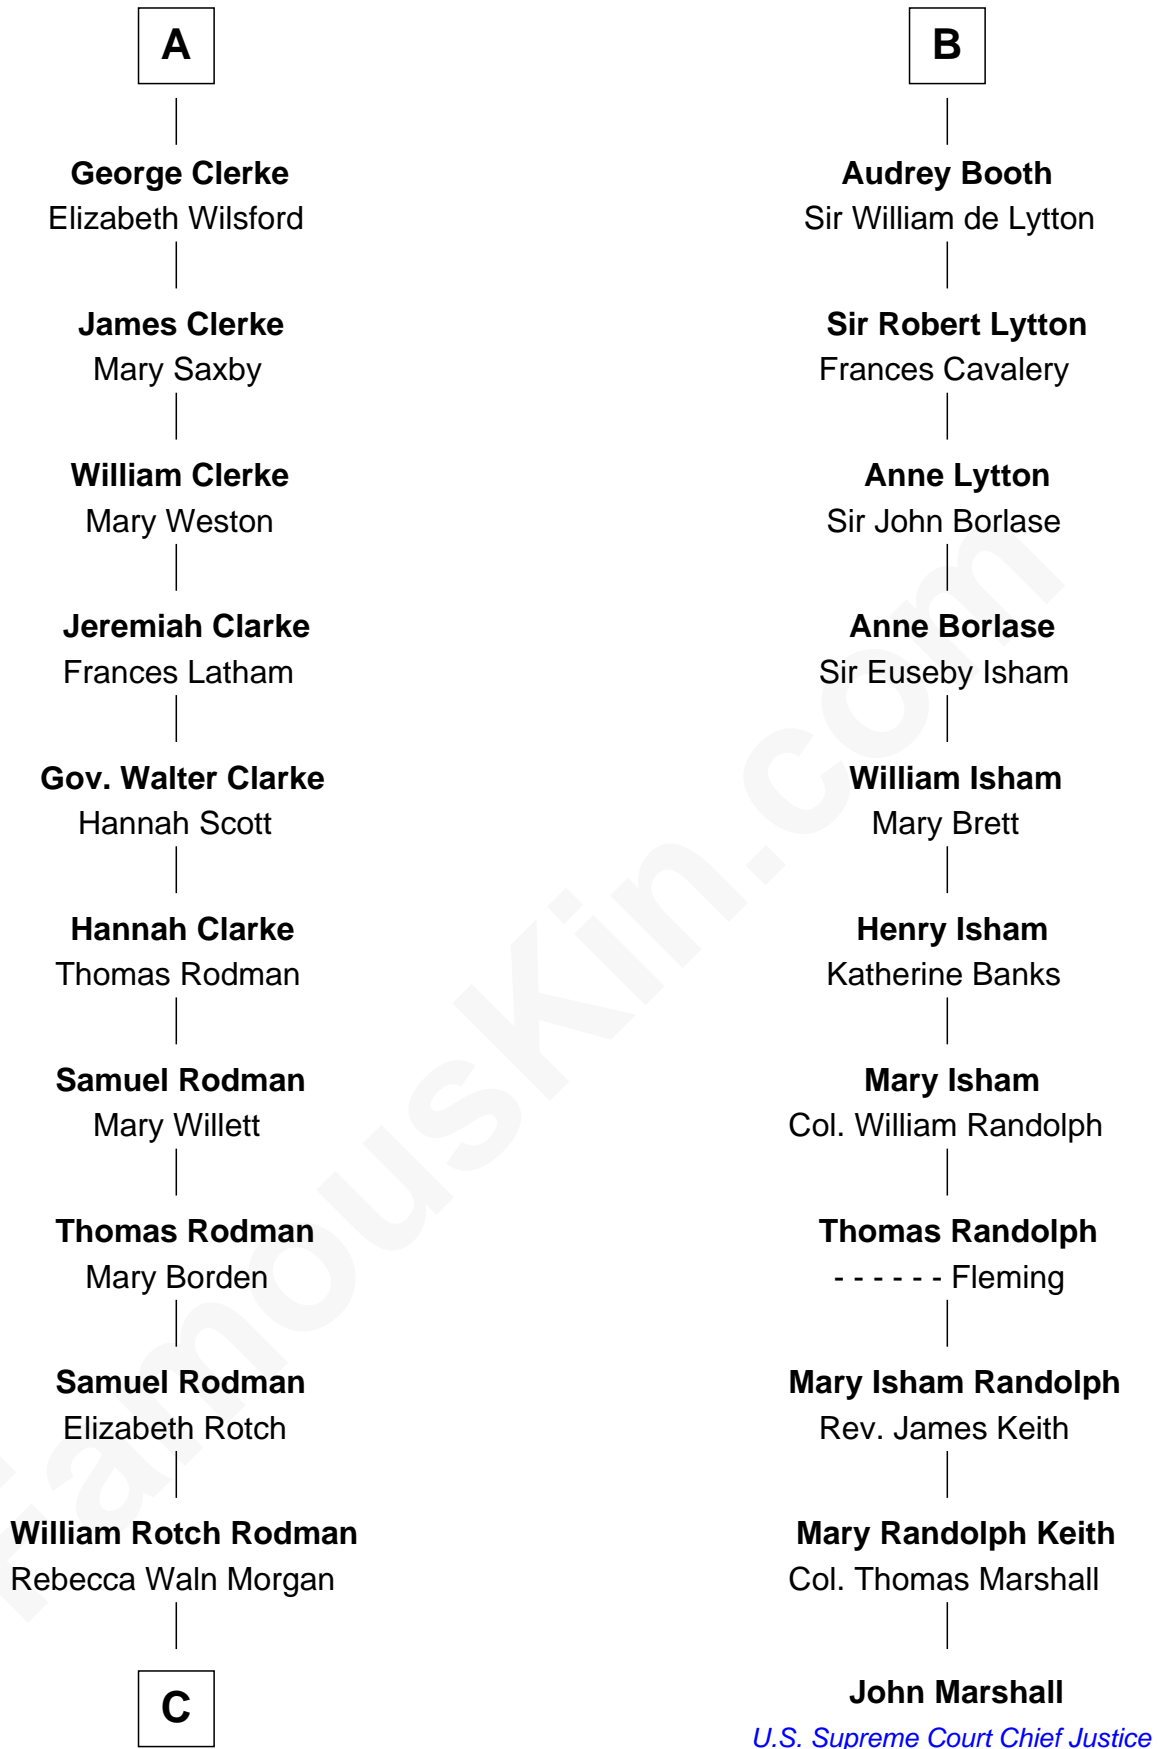 A
George Clerke
Elizabeth Wilsford
James Clerke
Mary Saxby
William Clerke
Mary Weston
Jeremiah Clarke
Frances Latham
Gov. Walter Clarke
Hannah Scott
Hannah Clarke
Thomas Rodman
Samuel Rodman
Mary Willett
Thomas Rodman
Mary Borden
Samuel Rodman
Elizabeth Rotch
William Rotch Rodman
Rebecca Waln Morgan
C
B
Audrey Booth
Sir William de Lytton
Sir Robert Lytton
Frances Cavalery
Anne Lytton
Sir John Borlase
Anne Borlase
Sir Euseby Isham
William Isham
Mary Brett
Henry Isham
Katherine Banks
Mary Isham
Col. William Randolph
Thomas Randolph
- - - - - - Fleming
Mary Isham Randolph
Rev. James Keith
Mary Randolph Keith
Col. Thomas Marshall
John Marshall
U.S. Supreme Court Chief Justice
FamousKin.com